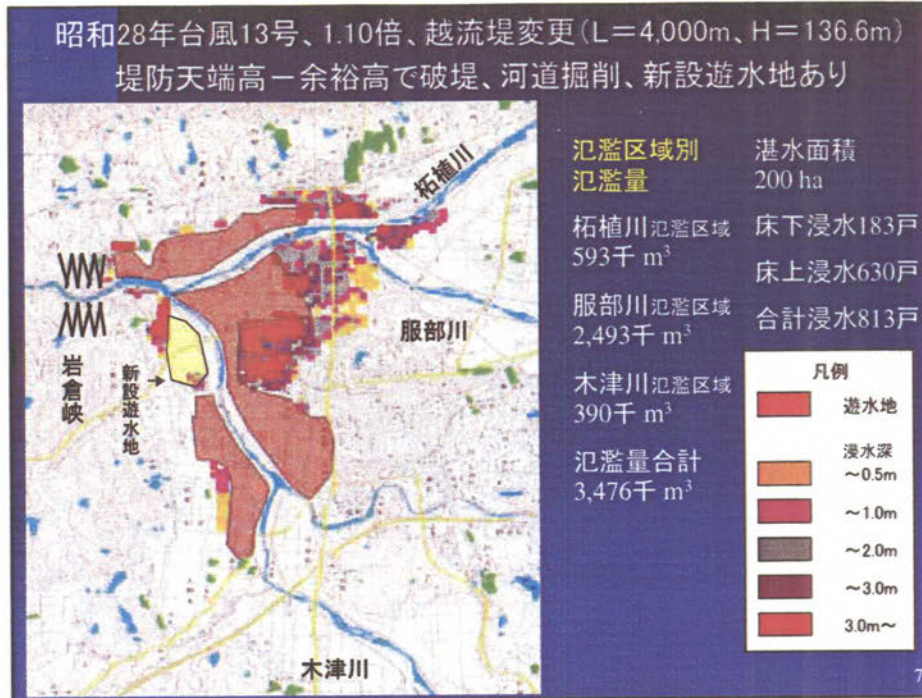 昭和28年台風13号、1.10倍、越流堤変更（L＝4,000m、H＝136.6m）
堤防天端高－余裕高で破堤、河道掘削、新設遊水地あり
柘植川
服部川
岩倉峡
新設遊水地
木津川
氾濫区域別
氾濫量
柘植川氾濫区域
593千 m³
服部川氾濫区域
2,493千 m³
木津川氾濫区域
390千 m³
氾濫量合計
3,476千 m³
湛水面積
200 ha
床下浸水183戸
床上浸水630戸
合計浸水813戸
凡例
遊水地
浸水深
～0.5m
～1.0m
～2.0m
～3.0m
3.0m～